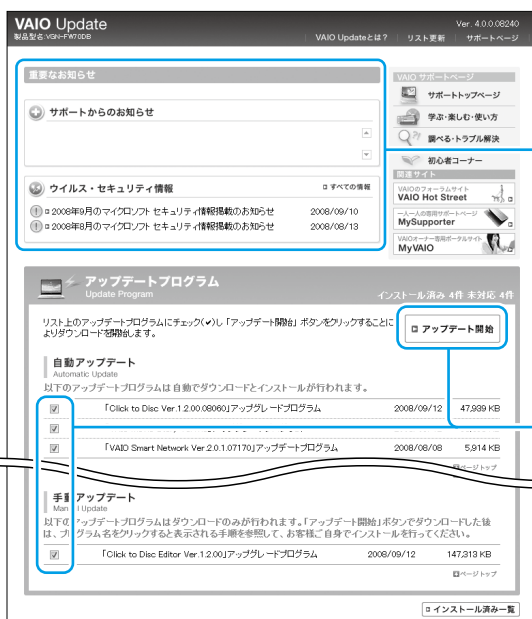 VAIO Update
Ver. 4.0.0.08240
製品型名:VGN-FW70DB
VAIO Updateとは? | リスト更新 | サポートページ
重要なお知らせ
サポートからのお知らせ
ウイルス・セキュリティ情報
すべての情報
2008年9月のマイクロソフト セキュリティ情報掲載のお知らせ 2008/09/10
2008年8月のマイクロソフト セキュリティ情報掲載のお知らせ 2008/08/13
VAIO サポートページ
サポートトップページ
学ぶ・楽しむ・使い方
調べる・トラブル解決
初心者コーナー
関連サイト
VAIOのフォーラムサイト
VAIO Hot Street
一人一人の専用サポートページ
MySupporter
VAIOオーナー専用ポータルサイト
MyVAIO
アップデートプログラム
Update Program
インストール済み 4件 未対応 4件
リスト上のアップデートプログラムにチェック(✔)し「アップデート開始」ボタンをクリックすることに
よりダウンロードを開始します。
アップデート開始
自動アップデート
Automatic Update
以下のアップデートプログラムは自動でダウンロードとインストールが行われます。
「Click to Disc Ver.1.2.00.08060」アップグレードプログラム 2008/09/12 47,939 KB
「VAIO Smart Network Ver.2.0.1.07170」アップデートプログラム 2008/08/08 5,914 KB
ページトップ
手動アップデート
Manual Update
以下のアップデートプログラムはダウンロードのみが行われます。「アップデート開始」ボタンでダウンロードした後
は、プログラム名をクリックすると表示される手順を参照して、お客様ご自身でインストールを行ってください。
「Click to Disc Editor Ver.1.2.00」アップグレードプログラム 2008/09/12 147,313 KB
ページトップ
インストール済み一覧